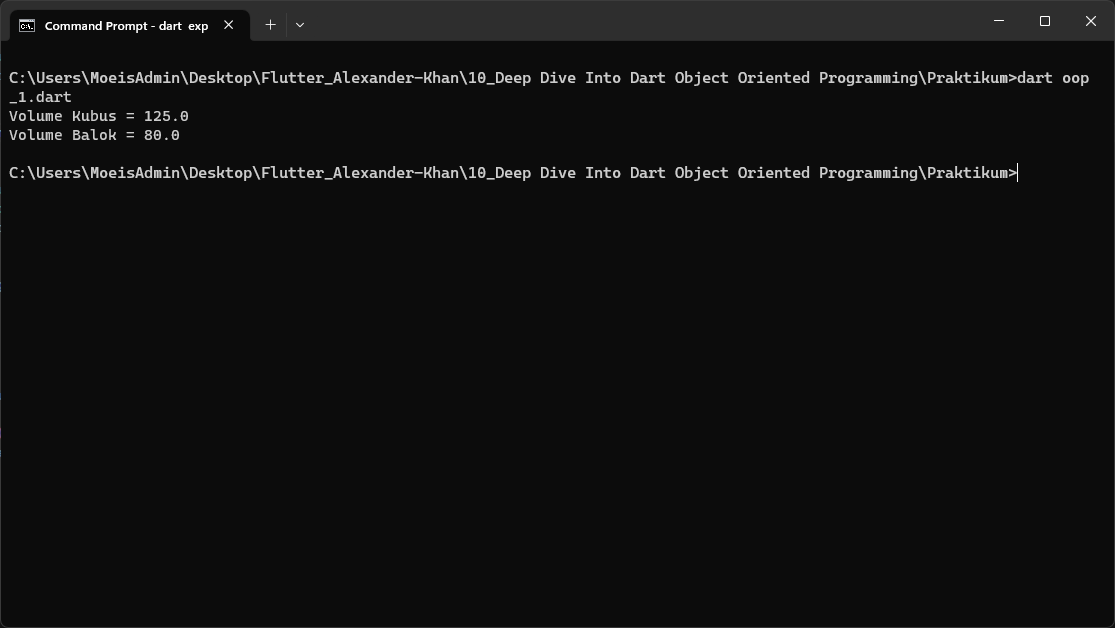 Command Prompt - dart  exp
C:\Users\MoeisAdmin\Desktop\Flutter_Alexander-Khan\10_Deep Dive Into Dart Object Oriented Programming\Praktikum>dart oop
_1.dart
Volume Kubus = 125.0
Volume Balok = 80.0
C:\Users\MoeisAdmin\Desktop\Flutter_Alexander-Khan\10_Deep Dive Into Dart Object Oriented Programming\Praktikum>